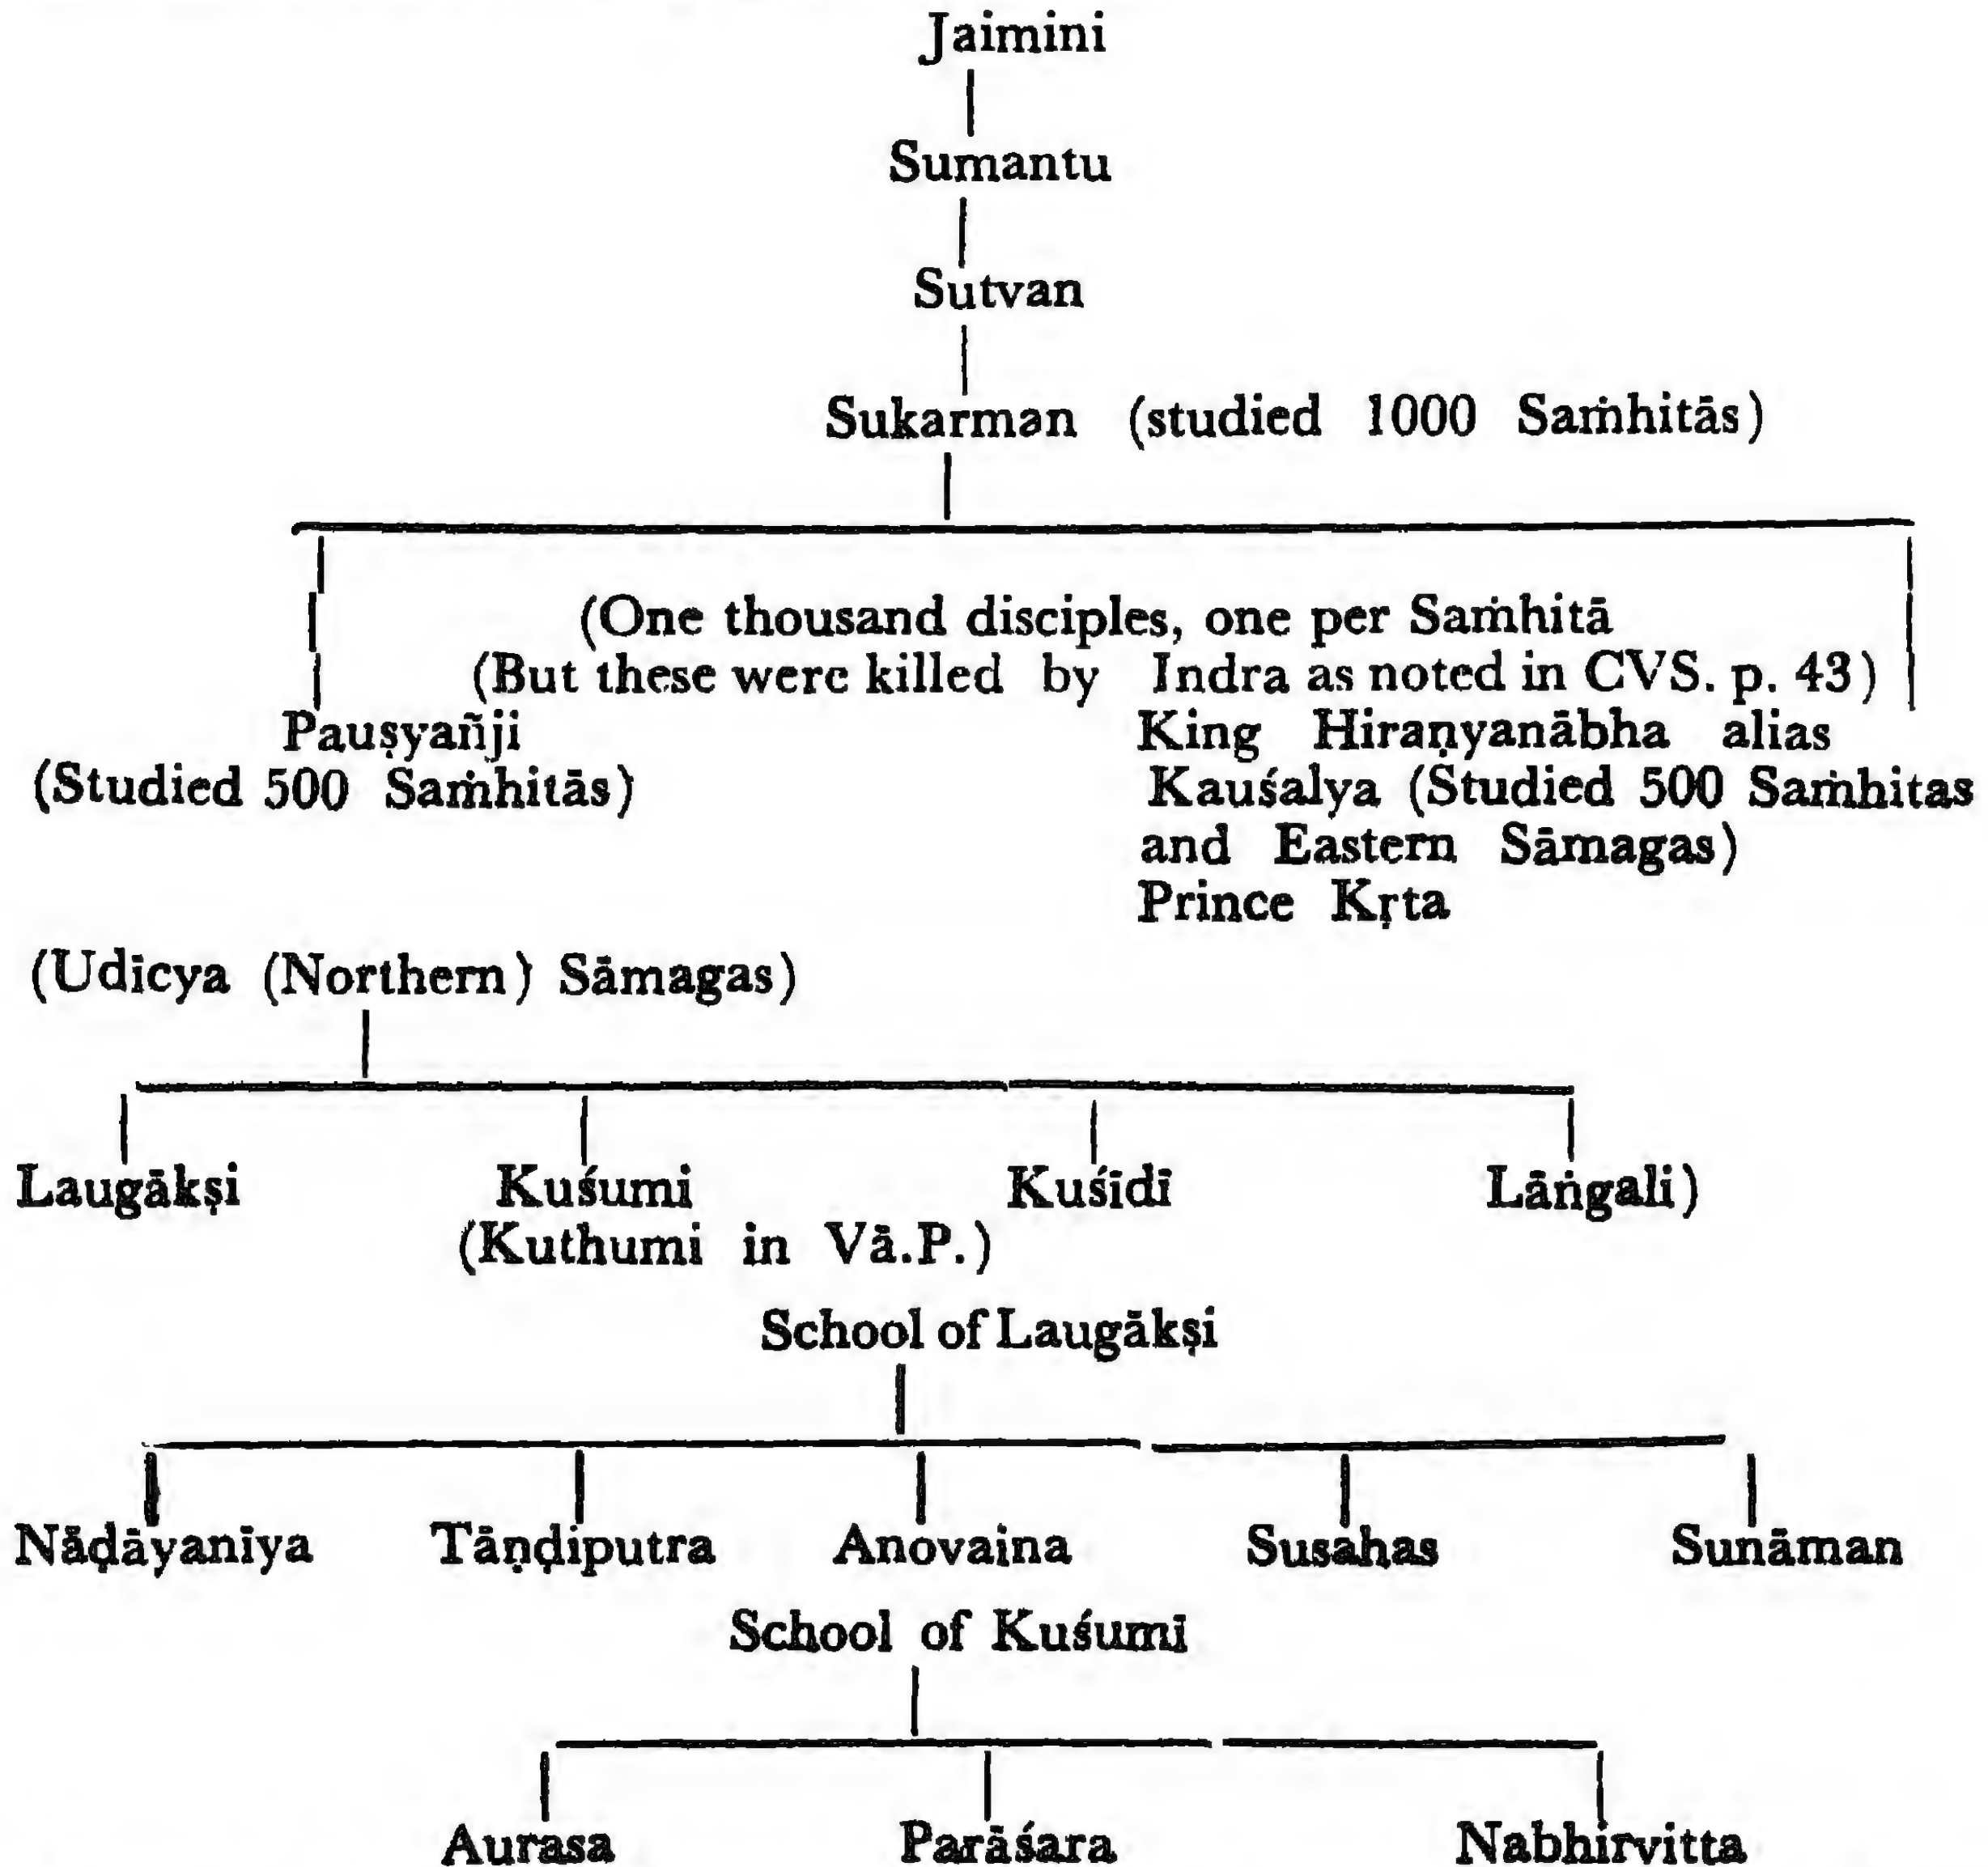 Jaimini
Sumantu
Sutvan
Sukarman (studied 1000 Saṁhitās)
(One thousand disciples, one per Saṁhitā
(But these were killed by Indra as noted in CVS. p. 43)
Pauṣyañji
(Studied 500 Saṁhitās)
King Hiraṇyanābha alias
Kauśalya (Studied 500 Saṁhitas
and Eastern Sāmagas)
Prince Kṛta
(Udicya (Northern) Sāmagas)
Laugākṣi Kuśumi Kuśīdi Lāṅgali)
(Kuthumi in Vā.P.)
School of Laugākṣi
Nāḍāyanīya Tāṇḍiputra Anovaina Susahas Sunāman
School of Kuśumi
Aurasa Parāśara Nabhirvitta